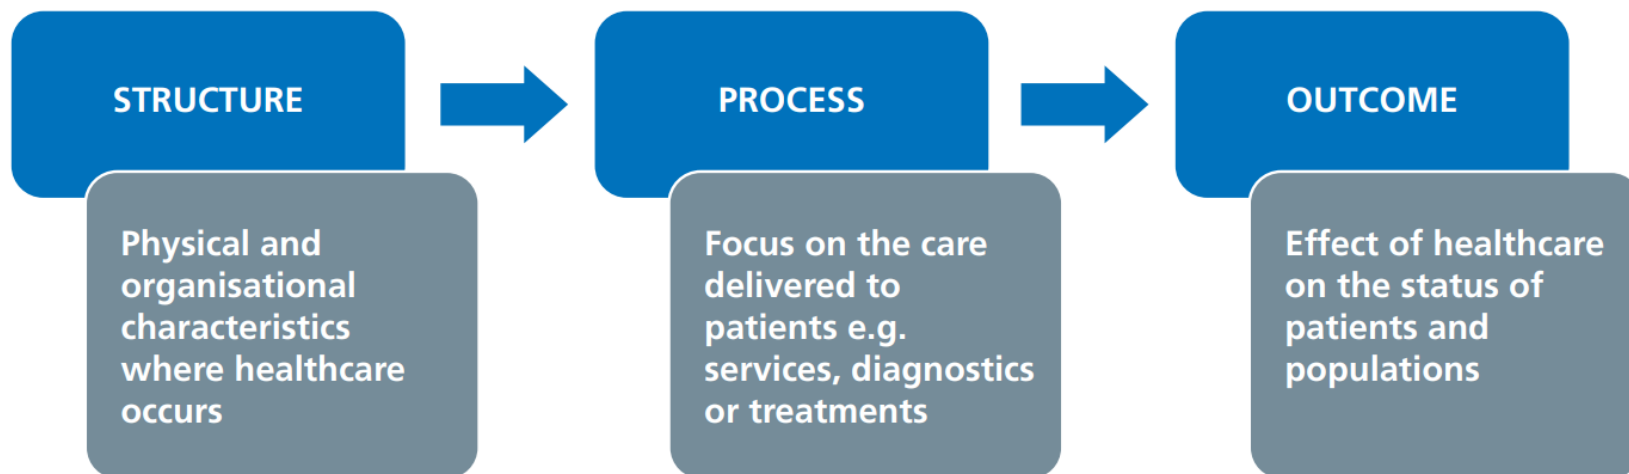 STRUCTURE
PROCESS
OUTCOME
Physical and
organisational
characteristics
where healthcare
occurs
Focus on the care
delivered to
patients e.g.
services, diagnostics
or treatments
Effect of healthcare
on the status of
patients and
populations